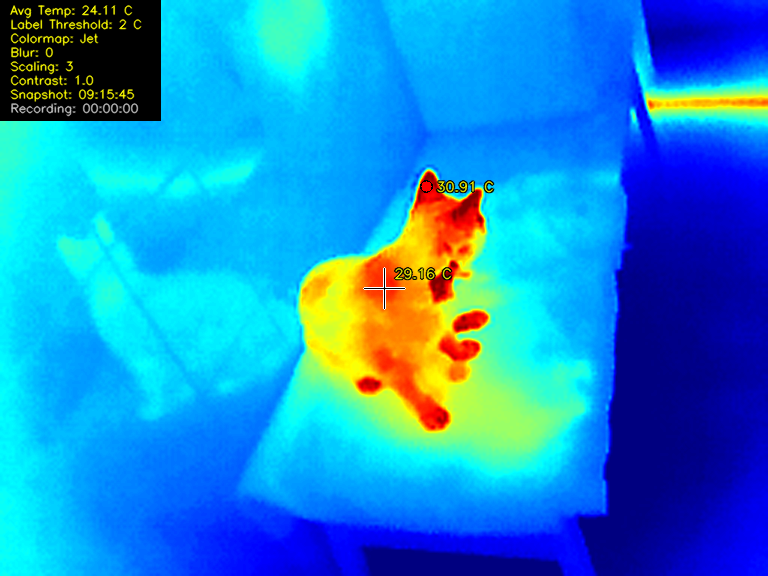 Avg Temp: 24.11 C
Label Threshold: 2 C
Colormap: Jet
Blur: 0
Scaling: 3
Contrast: 1.0
Snapshot: 09:15:45
Recording: 00:00:00
30.91 C
29.16 C